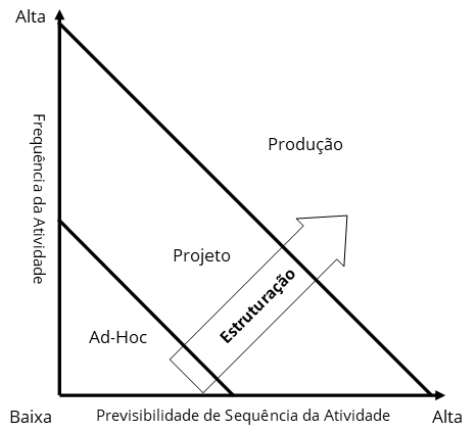 Alta
Frequência da Atividade
Produção
Projeto
Estruturação
Ad-Hoc
Baixa
Previsibilidade de Sequência da Atividade
Alta